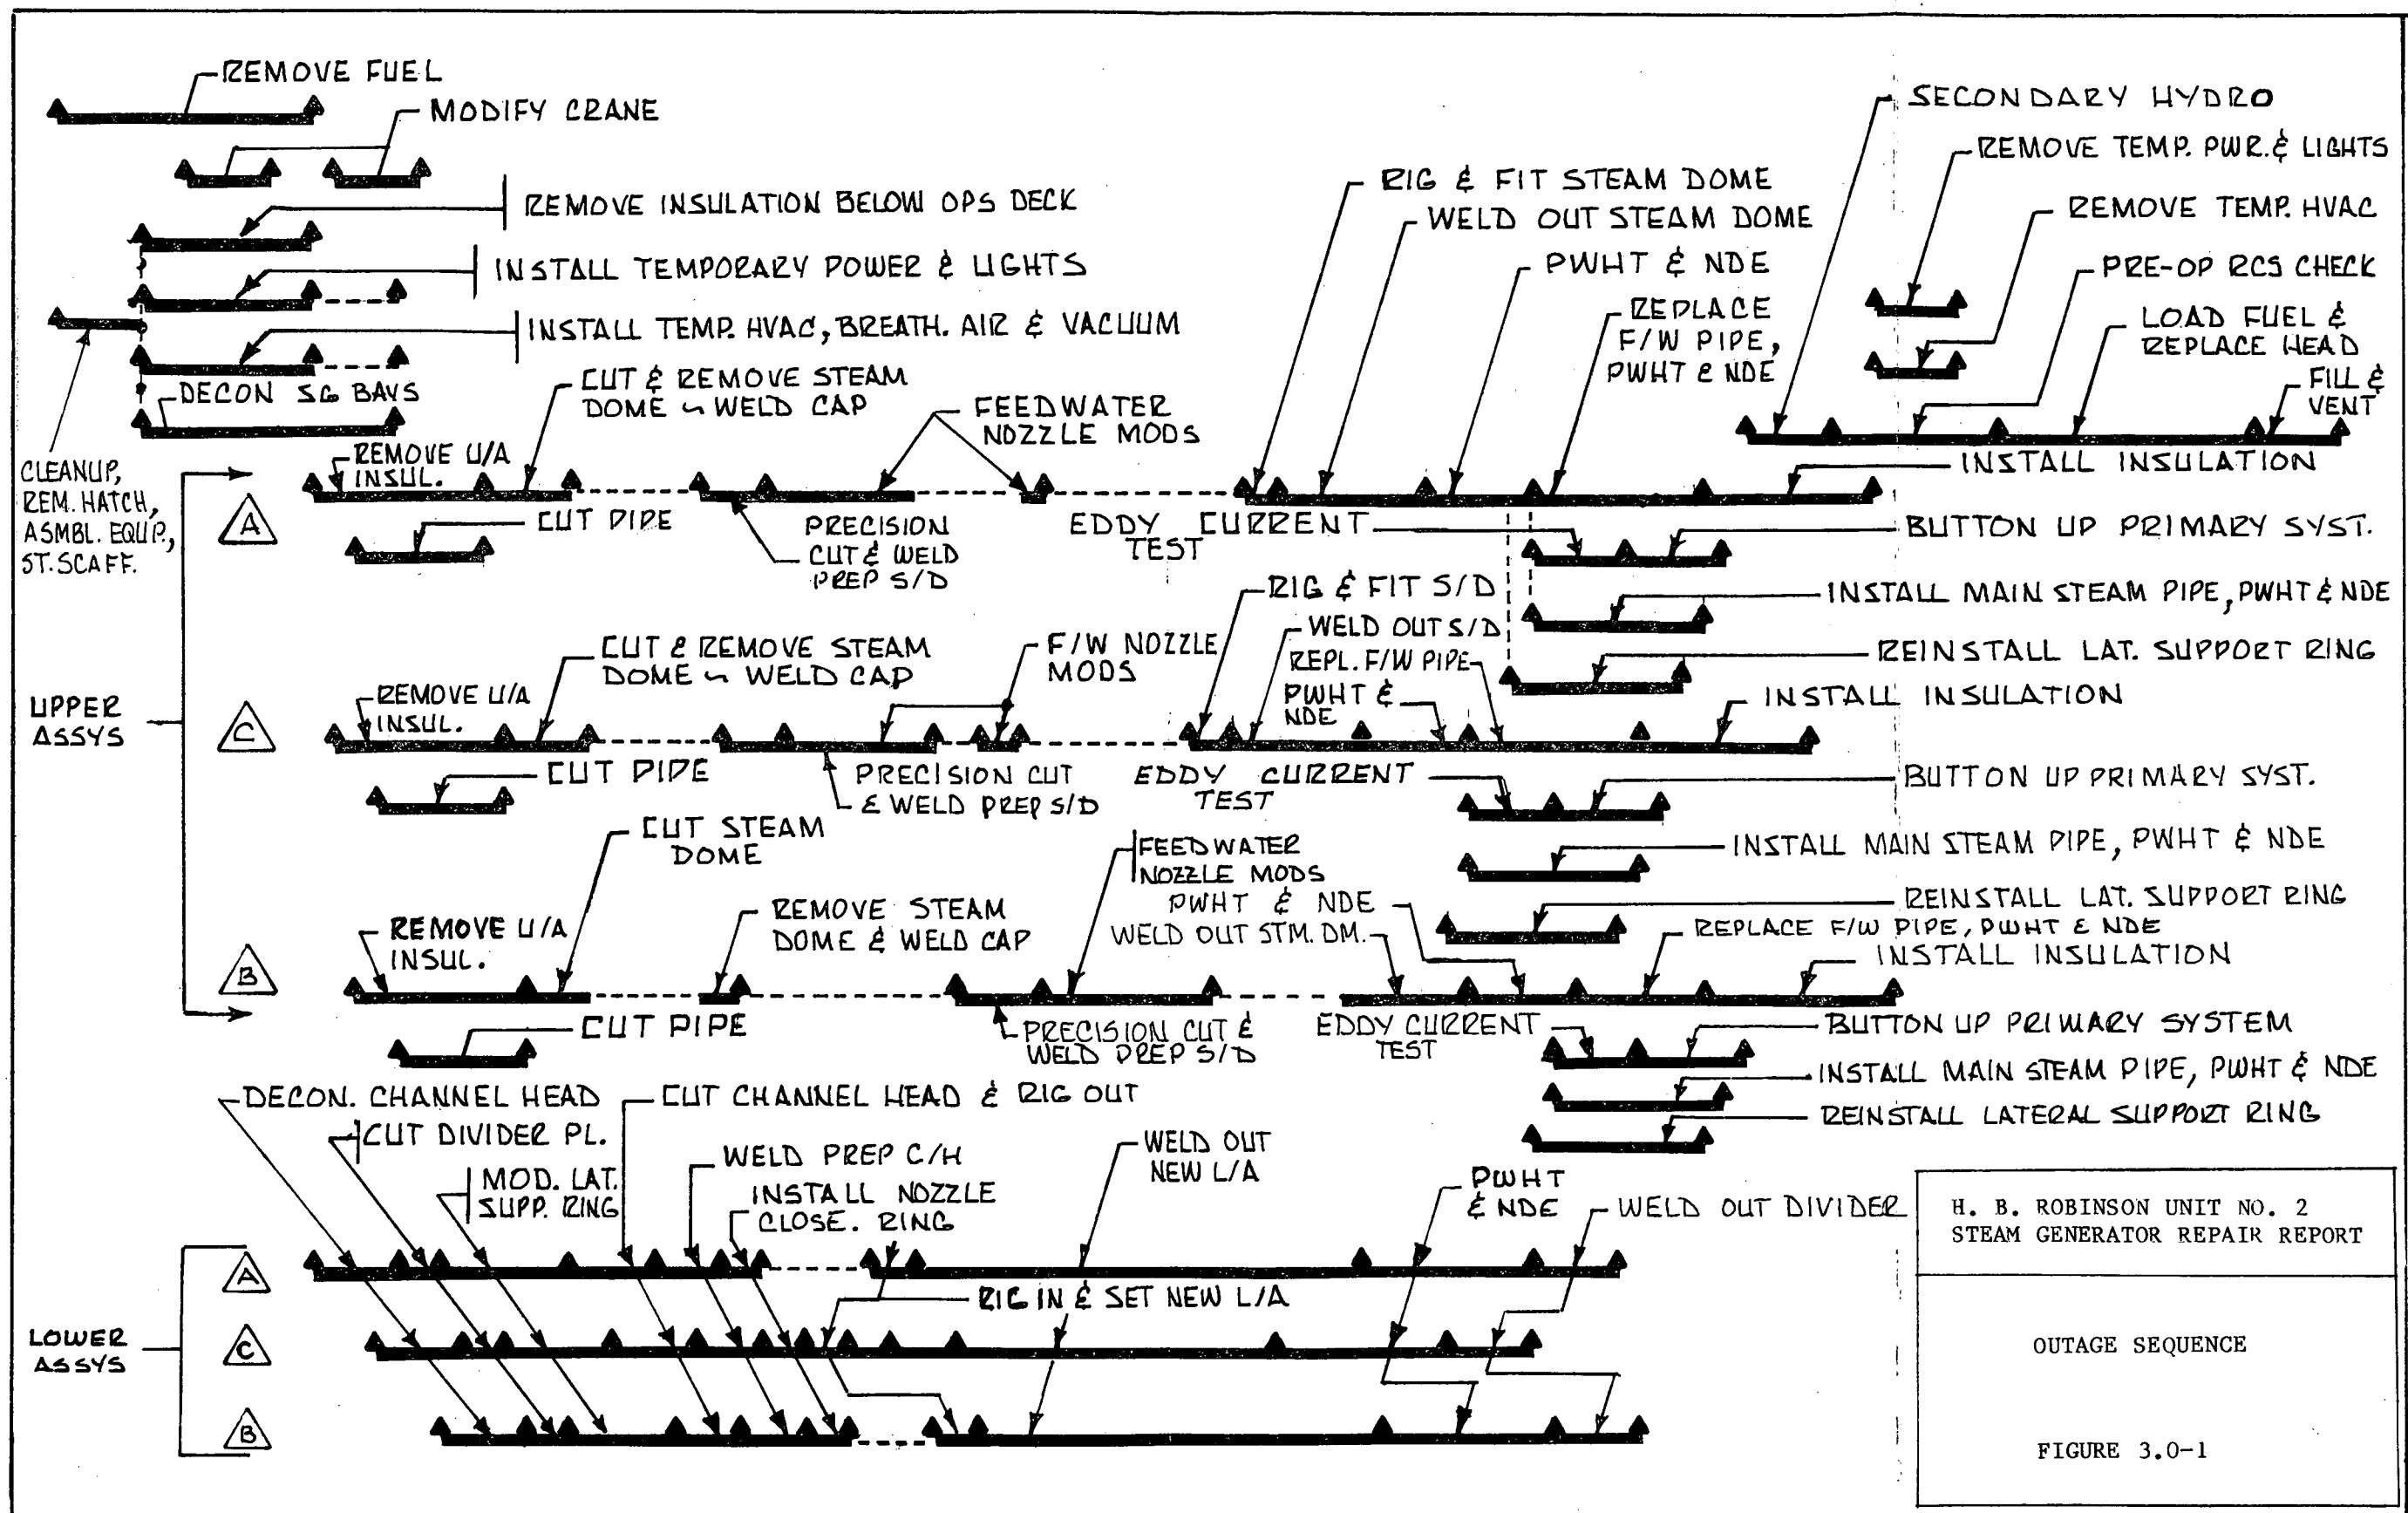 REMOVE FUEL
MODIFY CRANE
REMOVE INSULATION BELOW OPS DECK
INSTALL TEMPORARY POWER & LIGHTS
INSTALL TEMP. HVAC, BREATH. AIR & VACUUM
DECON SG BAYS
CLEANUP,
REM. HATCH,
ASMBL. EQUIP.,
ST. SCAFF.
SECONDARY HYDRO
REMOVE TEMP. PWR. & LIGHTS
REMOVE TEMP. HVAC
PRE-OP RCS CHECK
LOAD FUEL &
REPLACE HEAD
FILL &
VENT
UPPER
ASSYS
A
REMOVE U/A
INSUL.
CUT & REMOVE STEAM
DOME ~ WELD CAP
FEEDWATER
NOZZLE MODS
RIG & FIT STEAM DOME
WELD OUT STEAM DOME
PWHT & NDE
REPLACE
F/W PIPE,
PWHT & NDE
INSTALL INSULATION
CUT PIPE
PRECISION
CUT & WELD
PREP S/D
EDDY CURRENT
TEST
BUTTON UP PRIMARY SYST.
INSTALL MAIN STEAM PIPE, PWHT & NDE
REINSTALL LAT. SUPPORT RING
C
REMOVE U/A
INSUL.
CUT & REMOVE STEAM
DOME ~ WELD CAP
F/W NOZZLE
MODS
RIG & FIT S/D
WELD OUT S/D
REPL. F/W PIPE
PWHT &
NDE
INSTALL INSULATION
CUT PIPE
PRECISION CUT
& WELD PREP S/D
EDDY CURRENT
TEST
BUTTON UP PRIMARY SYST.
INSTALL MAIN STEAM PIPE, PWHT & NDE
REINSTALL LAT. SUPPORT RING
B
REMOVE U/A
INSUL.
CUT STEAM
DOME
REMOVE STEAM
DOME & WELD CAP
FEEDWATER
NOZZLE MODS
PWHT & NDE
WELD OUT STM. DM.
REPLACE F/W PIPE, PWHT & NDE
INSTALL INSULATION
CUT PIPE
PRECISION CUT &
WELD PREP S/D
EDDY CURRENT
TEST
BUTTON UP PRIMARY SYSTEM
INSTALL MAIN STEAM PIPE, PWHT & NDE
REINSTALL LATERAL SUPPORT RING
DECON. CHANNEL HEAD
CUT DIVIDER PL.
MOD. LAT.
SUPP. RING
CUT CHANNEL HEAD & RIG OUT
WELD PREP C/H
INSTALL NOZZLE
CLOSE. RING
WELD OUT
NEW L/A
PWHT
& NDE
WELD OUT DIVIDER
RIG IN & SET NEW L/A
LOWER
ASSYS
A
C
B
H. B. ROBINSON UNIT NO. 2
STEAM GENERATOR REPAIR REPORT
OUTAGE SEQUENCE
FIGURE 3.0-1